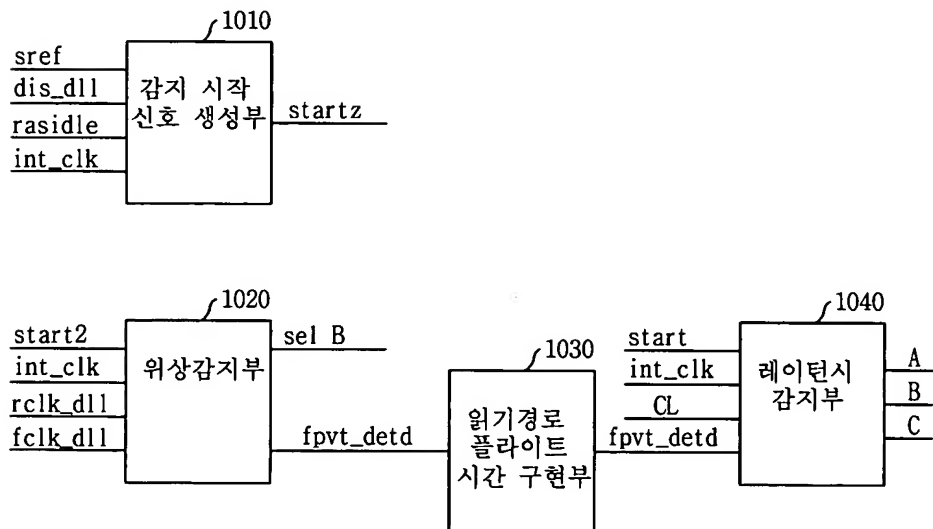 1010
sref
dis_dll
rasidle
int_clk
감지 시작
신호 생성부
startz
1020
start2
int_clk
rclk_dll
fclk_dll
위상감지부
sel B
fpvt_detd
1030
읽기경로
플라이트
시간 구현부
1040
start
int_clk
CL
fpvt_detd
레이턴시
감지부
A
B
C